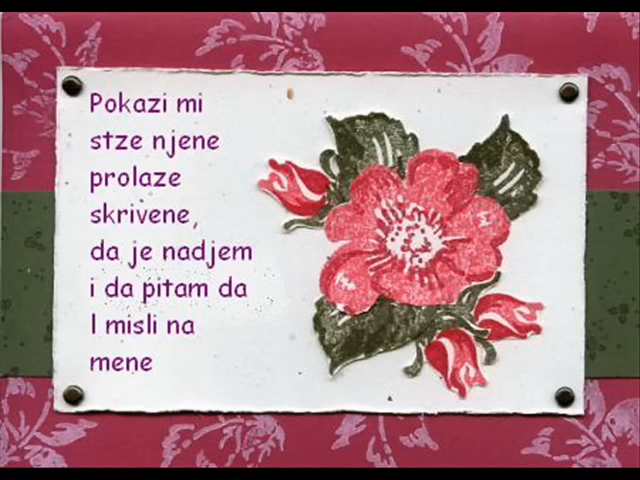 Pokazi mi
stze njene
prolaze
skrivene,
da je nadjem
i da pitam da
l misli na
mene